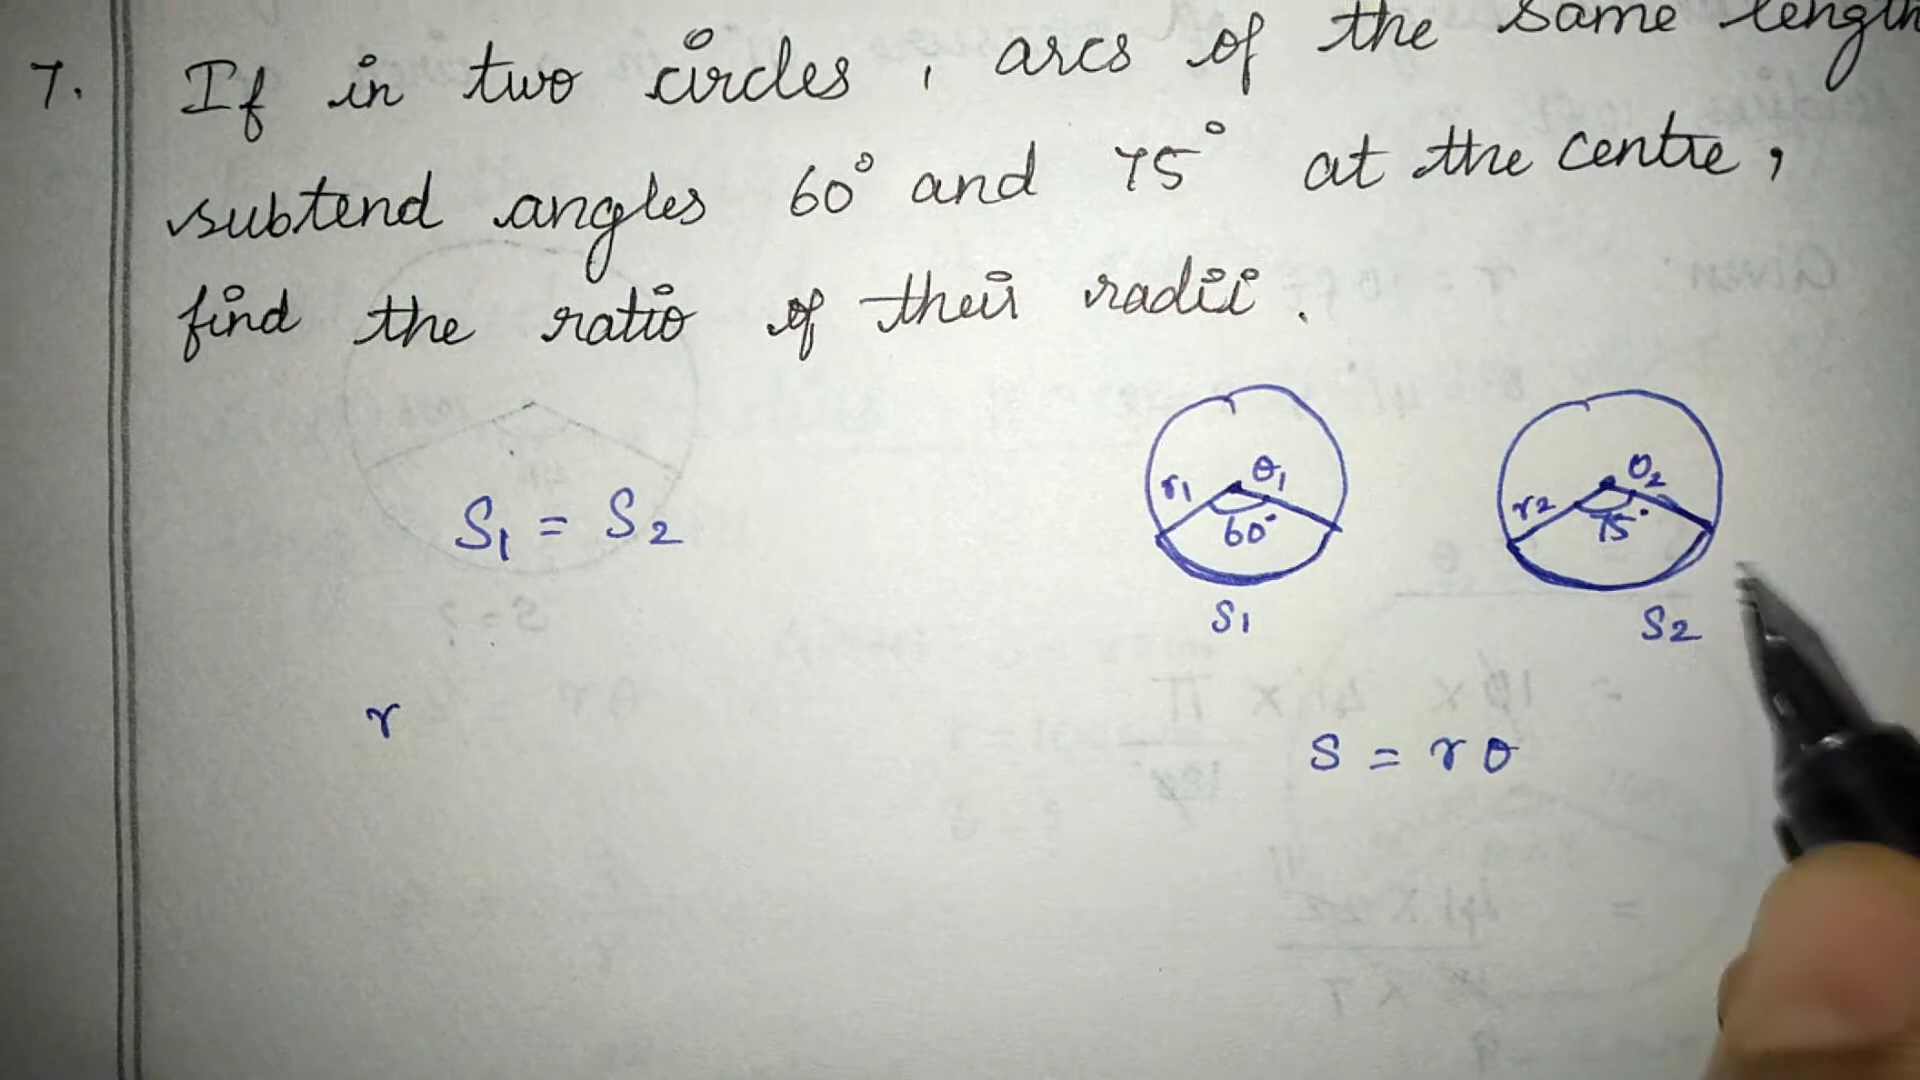 7. If in two circles, arcs of the same length
subtend angles 60° and 75° at the centre,
find the ratio of their radii.
S₁ = S₂
r₁ θ₁
60°
S₁
r₂ θ₂
75°
S₂
r
S = rθ